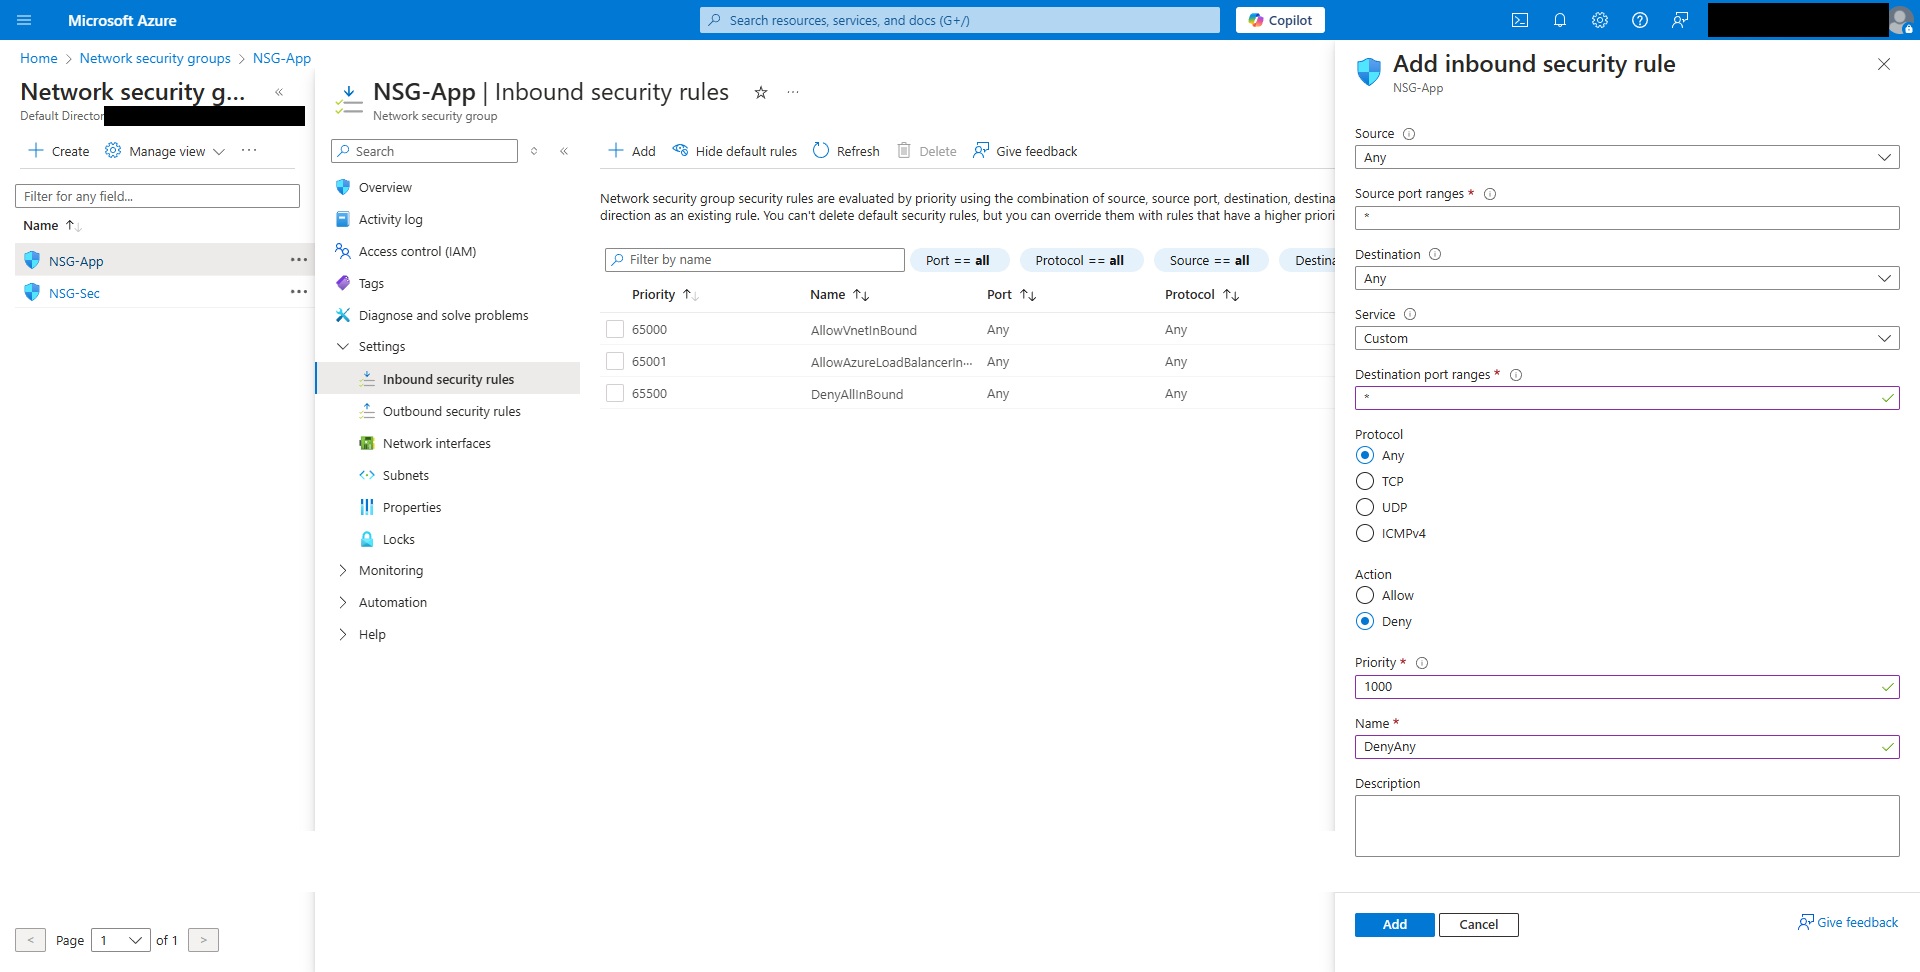 Microsoft Azure
Search resources, services, and docs (G+/)
Copilot
Home > Network security groups > NSG-App
Network security g...
Default Director
Create
Manage view
Filter for any field...
Name
NSG-App
NSG-Sec
< Page 1 of 1 >
NSG-App | Inbound security rules
Network security group
Search
Overview
Activity log
Access control (IAM)
Tags
Diagnose and solve problems
Settings
Inbound security rules
Outbound security rules
Network interfaces
Subnets
Properties
Locks
Monitoring
Automation
Help
Add
Hide default rules
Refresh
Delete
Give feedback
Network security group security rules are evaluated by priority using the combination of source, source port, destination, destina
direction as an existing rule. You can't delete default security rules, but you can override them with rules that have a higher priori
Filter by name
Port == all
Protocol == all
Source == all
Destina
Priority Name Port Protocol
65000 AllowVnetInBound Any Any
65001 AllowAzureLoadBalancerIn... Any Any
65500 DenyAllInBound Any Any
Add inbound security rule
NSG-App
Source
Any
Source port ranges *
*
Destination
Any
Service
Custom
Destination port ranges *
*
Protocol
Any
TCP
UDP
ICMPv4
Action
Allow
Deny
Priority *
1000
Name *
DenyAny
Description
Add
Cancel
Give feedback